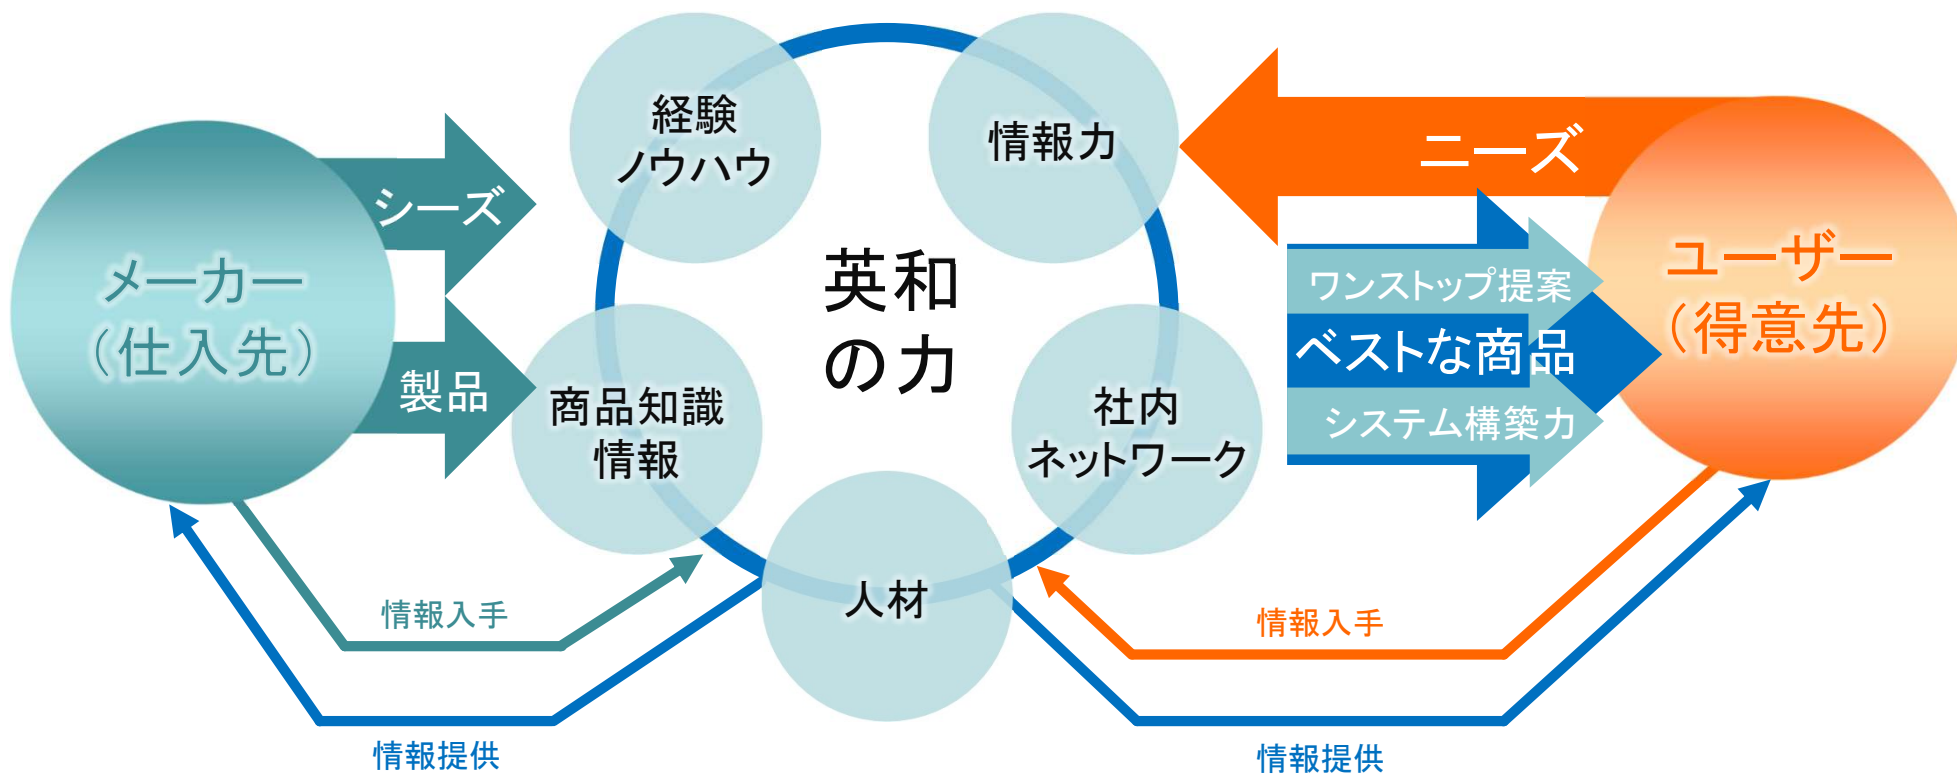 メーカー
（仕入先）
シーズ
製品
経験
ノウハウ
情報力
商品知識
情報
社内
ネットワーク
人材
英和
の力
ニーズ
ワンストップ提案
ベストな商品
システム構築力
ユーザー
（得意先）
情報入手
情報提供
情報入手
情報提供